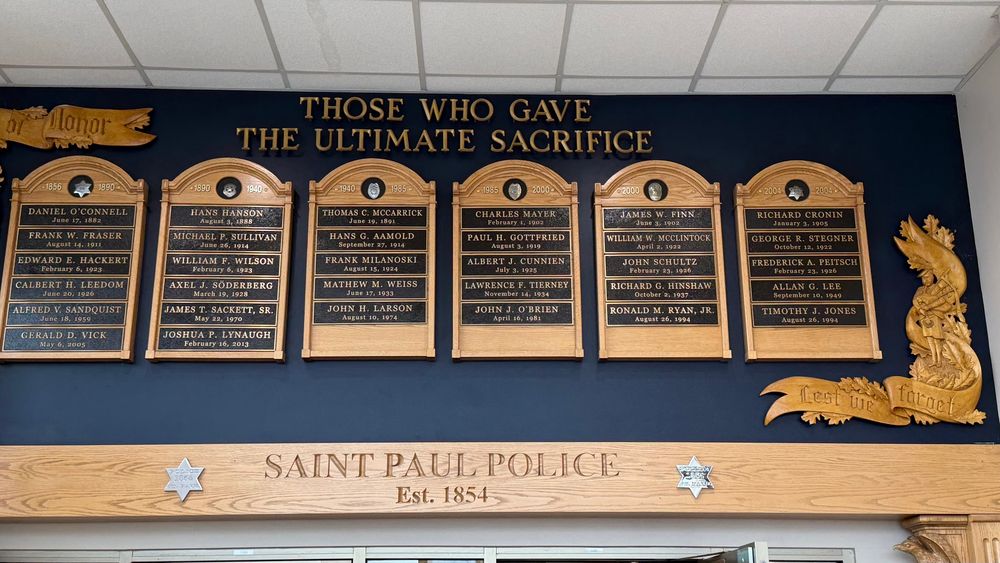 of Honor
THOSE WHO GAVE
THE ULTIMATE SACRIFICE
1856 1890
DANIEL O'CONNELL
June 17, 1882
FRANK W. FRASER
August 14, 1911
EDWARD E. HACKERT
February 6, 1923
CALBERT H. LEEDOM
June 20, 1926
ALFRED V. SANDQUIST
June 18, 1959
GERALD D. VICK
May 6, 2005
1890 1940
HANS HANSON
August 3, 1888
MICHAEL P. SULLIVAN
June 26, 1914
WILLIAM F. WILSON
February 6, 1923
AXEL J. SÖDERBERG
March 19, 1928
JAMES T. SACKETT, SR.
May 22, 1970
JOSHUA P. LYNAUGH
February 16, 2013
1940 1985
THOMAS C. MCCARRICK
June 19, 1891
HANS G. AAMOLD
September 27, 1914
FRANK MILANOSKI
August 15, 1924
MATHEW M. WEISS
June 17, 1933
JOHN H. LARSON
August 10, 1974
1985 2000
CHARLES MAYER
February 1, 1902
PAUL H. GOTTFRIED
August 3, 1919
ALBERT J. CUNNIEN
July 3, 1925
LAWRENCE F. TIERNEY
November 14, 1934
JOHN J. O'BRIEN
April 16, 1981
2000
JAMES W. FINN
June 3, 1902
WILLIAM W. MCCLINTOCK
April 2, 1922
JOHN SCHULTZ
February 23, 1926
RICHARD G. HINSHAW
October 2, 1937
RONALD M. RYAN, JR.
August 26, 1994
2004 2004
RICHARD CRONIN
January 3, 1905
GEORGE R. STEGNER
October 12, 1922
FREDERICK A. PEITSCH
February 23, 1926
ALLAN G. LEE
September 10, 1949
TIMOTHY J. JONES
August 26, 1994
Lest we forget
SAINT PAUL POLICE
Est. 1854